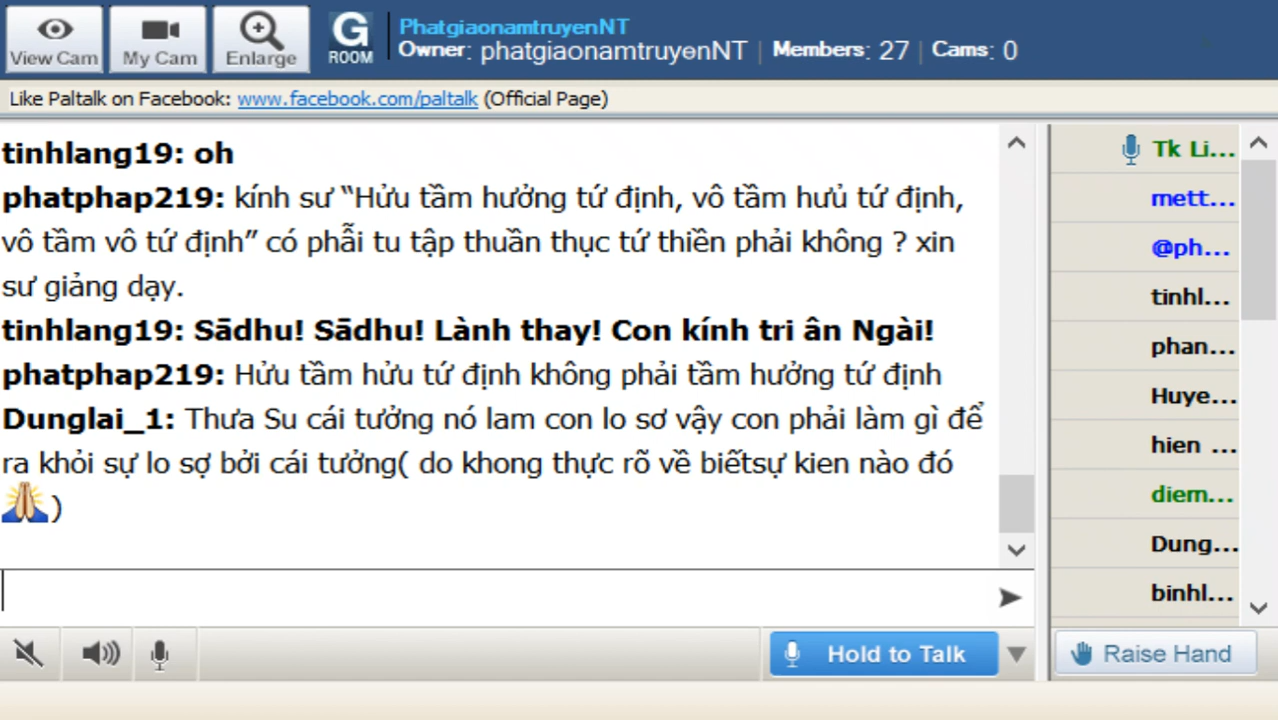 View Cam
My Cam
Enlarge
G
ROOM
PhatgiaonamtruyenNT
Owner: phatgiaonamtruyenNT | Members: 27 | Cams: 0
Like Paltalk on Facebook: www.facebook.com/paltalk (Official Page)
tinhlang19: oh
phatphap219: kính sư “Hửu tầm hưởng tứ định, vô tầm hưủ tứ định,
vô tầm vô tứ định” có phẫi tu tập thuần thục tứ thiền phải không ? xin
sư giảng dạy.
tinhlang19: Sādhu! Sādhu! Lành thay! Con kính tri ân Ngài!
phatphap219: Hửu tầm hửu tứ định không phải tầm hưởng tứ định
Dunglai_1: Thưa Su cái tưởng nó lam con lo sơ vậy con phải làm gì để
ra khỏi sự lo sợ bởi cái tưởng( do khong thực rõ về biếtsự kien nào đó
)
Tk Li...
mett...
@ph...
tinhl...
phan...
Huye...
hien ...
diem...
Dung...
binhl...
Hold to Talk
Raise Hand